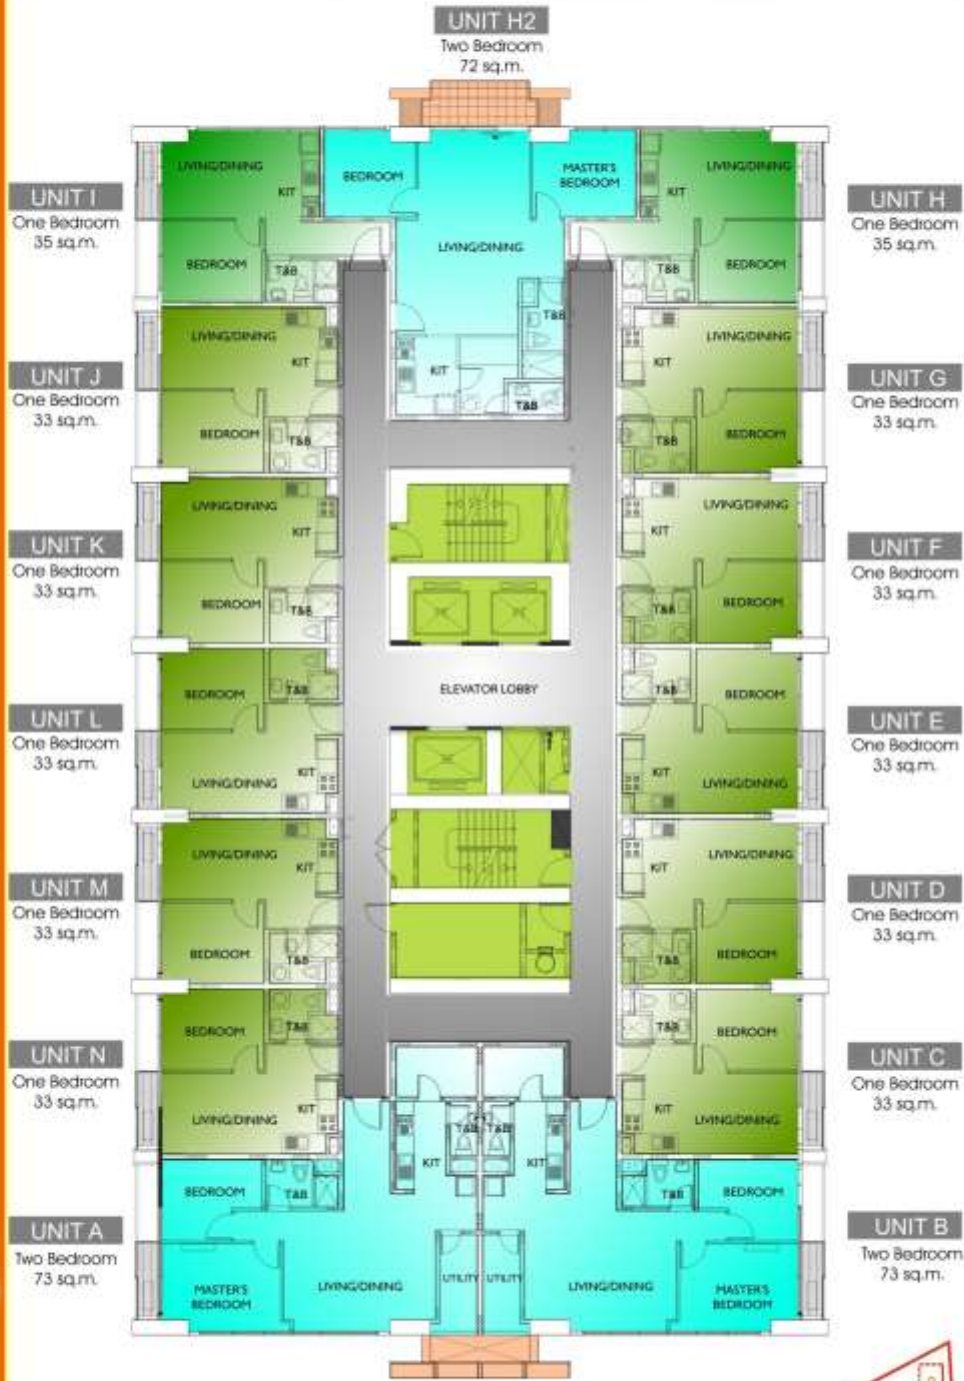 UNIT H2
Two Bedroom
72 sq.m.
UNIT I
One Bedroom
35 sq.m.
LIVING/DINING
KIT
BEDROOM
T&B
BEDROOM
LIVING/DINING
MASTER'S
BEDROOM
T&B
KIT
T&B
LIVING/DINING
KIT
T&B
BEDROOM
UNIT H
One Bedroom
35 sq.m.
UNIT J
One Bedroom
33 sq.m.
LIVING/DINING
KIT
BEDROOM
T&B
LIVING/DINING
KIT
T&B
BEDROOM
UNIT G
One Bedroom
33 sq.m.
UNIT K
One Bedroom
33 sq.m.
LIVING/DINING
KIT
BEDROOM
T&B
LIVING/DINING
KIT
T&B
BEDROOM
UNIT F
One Bedroom
33 sq.m.
ELEVATOR LOBBY
UNIT L
One Bedroom
33 sq.m.
BEDROOM
T&B
LIVING/DINING
KIT
T&B
BEDROOM
KIT
LIVING/DINING
UNIT E
One Bedroom
33 sq.m.
UNIT M
One Bedroom
33 sq.m.
LIVING/DINING
KIT
BEDROOM
T&B
LIVING/DINING
KIT
T&B
BEDROOM
UNIT D
One Bedroom
33 sq.m.
UNIT N
One Bedroom
33 sq.m.
BEDROOM
T&B
LIVING/DINING
KIT
T&B
BEDROOM
KIT
LIVING/DINING
UNIT C
One Bedroom
33 sq.m.
UNIT A
Two Bedroom
73 sq.m.
BEDROOM
T&B
T&B
KIT
MASTER'S
BEDROOM
LIVING/DINING
UTILITY
T&B
KIT
T&B
BEDROOM
UTILITY
LIVING/DINING
MASTER'S
BEDROOM
UNIT B
Two Bedroom
73 sq.m.